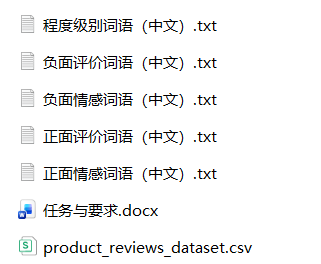 程度级别词语（中文）.txt
负面评价词语（中文）.txt
负面情感词语（中文）.txt
正面评价词语（中文）.txt
正面情感词语（中文）.txt
任务与要求.docx
product_reviews_dataset.csv